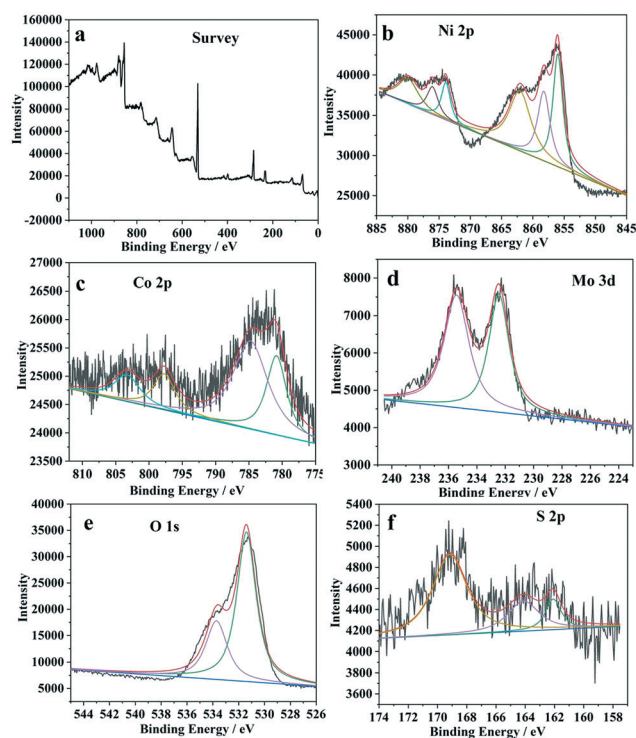 a
Survey
160000
140000
120000
100000
80000
60000
40000
20000
0
-20000
Intensity
1000 800 600 400 200 0
Binding Energy / eV
b
Ni 2p
45000
40000
35000
30000
25000
Intensity
885 880 875 870 865 860 855 850 845
Binding Energy / eV
c
Co 2p
27000
26500
26000
25500
25000
24500
24000
23500
Intensity
810 805 800 795 790 785 780 775
Binding Energy / eV
d
Mo 3d
8000
7000
6000
5000
4000
3000
Intensity
240 238 236 234 232 230 228 226 224
Binding Energy / eV
e
O 1s
40000
35000
30000
25000
20000
15000
10000
5000
Intensity
544 542 540 538 536 534 532 530 528 526
Binding Energy / eV
f
S 2p
5400
5200
5000
4800
4600
4400
4200
4000
3800
3600
Intensity
174 172 170 168 166 164 162 160 158
Binding Energy / eV